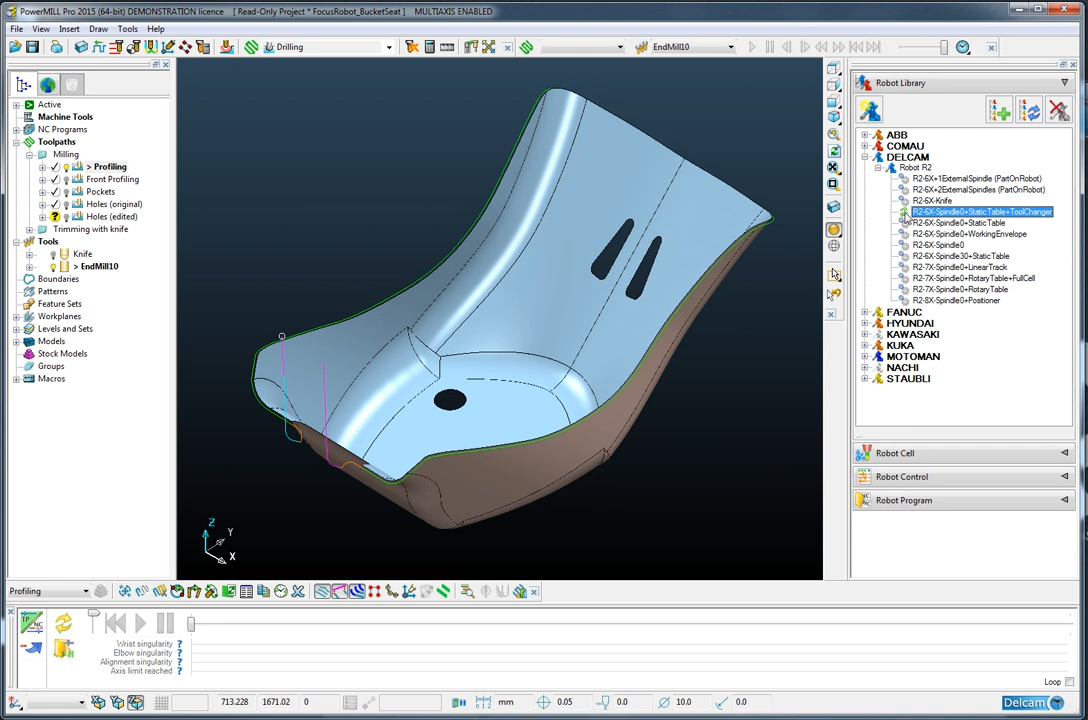 PowerMILL Pro 2015 (64-bit) DEMONSTRATION licence [ Read-Only Project * FocusRobot_BucketSeat ] MULTIAXIS ENABLED
File View Insert Draw Tools Help
Drilling EndMill10
Robot Library
Active
Machine Tools
NC Programs
Toolpaths
Milling
> Profiling
Front Profiling
Pockets
Holes (original)
Holes (edited)
Trimming with knife
Tools
Knife
> EndMill10
Boundaries
Patterns
Feature Sets
Workplanes
Levels and Sets
Models
Stock Models
Groups
Macros
ABB
COMAU
DELCAM
Robot R2
R2-6X+1ExternalSpindle (PartOnRobot)
R2-6X+2ExternalSpindles (PartOnRobot)
R2-6X-Knife
R2-6X-Spindle0+StaticTable+ToolChanger
R2-6X-Spindle0+StaticTable
R2-6X-Spindle0+WorkingEnvelope
R2-6X-Spindle0
R2-6X-Spindle30+StaticTable
R2-7X-Spindle0+LinearTrack
R2-7X-Spindle0+RotaryTable+FullCell
R2-7X-Spindle0+RotaryTable
R2-8X-Spindle0+Positioner
FANUC
HYUNDAI
KAWASAKI
KUKA
MOTOMAN
NACHI
STAUBLI
...
Robot Cell
Robot Control
Robot Program
Z
Y
X
Profiling
TP
NC
Wrist singularity ?
Elbow singularity ?
Alignment singularity ?
Axis limit reached ?
Loop
713.228 1671.02 0 mm 0.05 0.0 10.0 0.0 Delcam